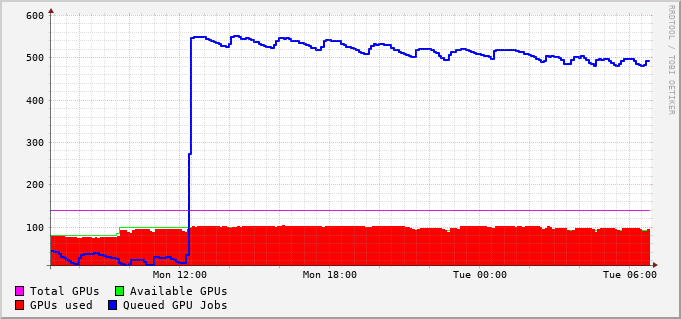 600
500
400
300
200
100
Mon 12:00 Mon 18:00 Tue 00:00 Tue 06:00
Total GPUs Available GPUs
GPUs used Queued GPU Jobs
RRDTOOL / TOBI OETIKER